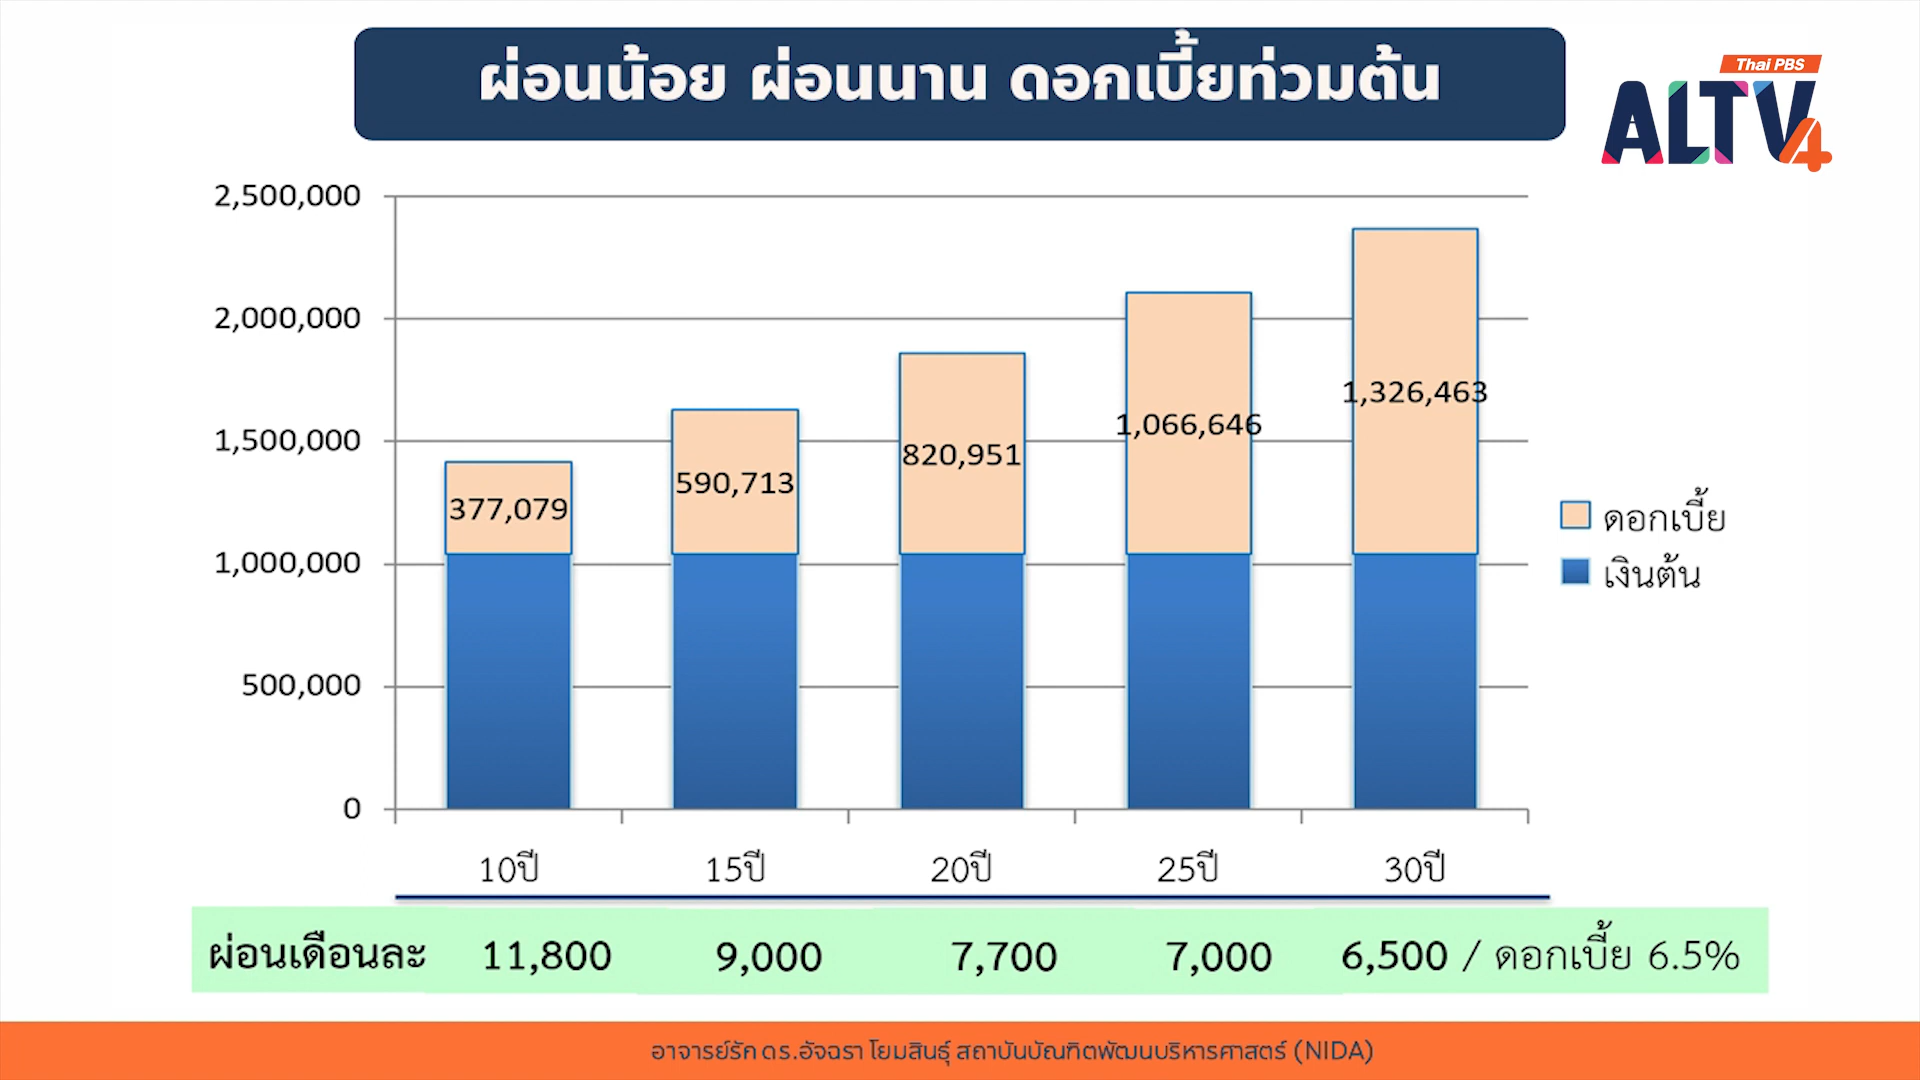 ผ่อนน้อย ผ่อนนาน ดอกเบี้ยท่วมต้น
Thai PBS
ALTV4
2,500,000
2,000,000
1,500,000
1,000,000
500,000
0
377,079
590,713
820,951
1,066,646
1,326,463
ดอกเบี้ย
เงินต้น
10ปี 15ปี 20ปี 25ปี 30ปี
ผ่อนเดือนละ 11,800 9,000 7,700 7,000 6,500 / ดอกเบี้ย 6.5%
อาจารย์รัก ดร.อัจฉรา โยมสินธุ์ สถาบันบัณฑิตพัฒนบริหารศาสตร์ (NIDA)